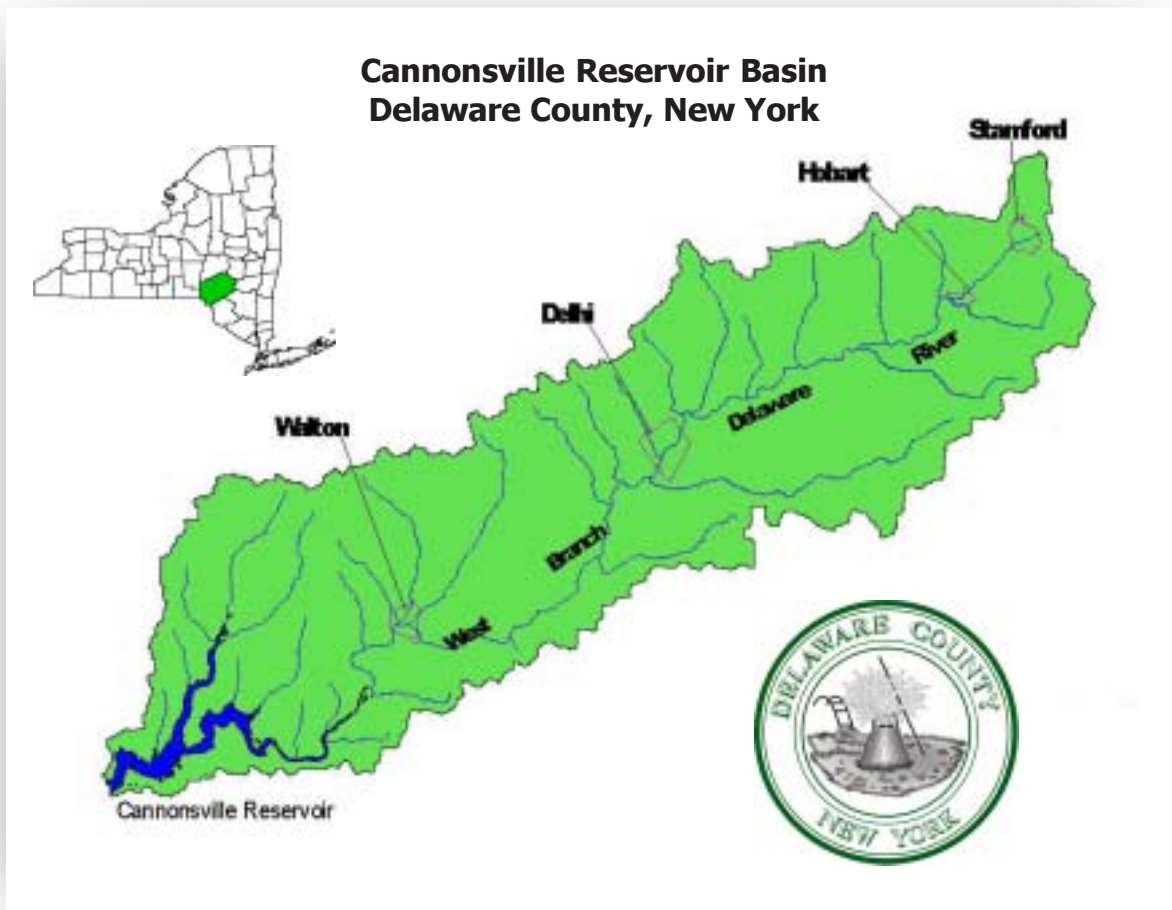 Cannonsville Reservoir Basin
Delaware County, New York
Stamford
Hobart
Delhi
River
Delaware
Walton
Branch
West
Cannonsville Reservoir
DELAWARE COUNTY
NEW YORK